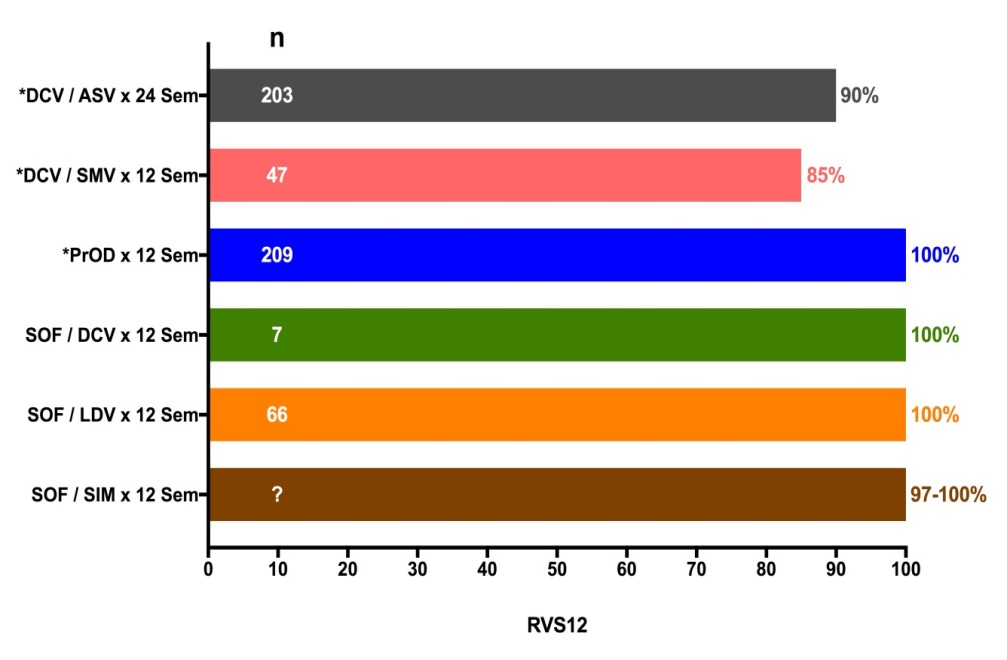 n
*DCV / ASV x 24 Sem 203 90%
*DCV / SMV x 12 Sem 47 85%
*PrOD x 12 Sem 209 100%
SOF / DCV x 12 Sem 7 100%
SOF / LDV x 12 Sem 66 100%
SOF / SIM x 12 Sem ? 97-100%
0 10 20 30 40 50 60 70 80 90 100
RVS12